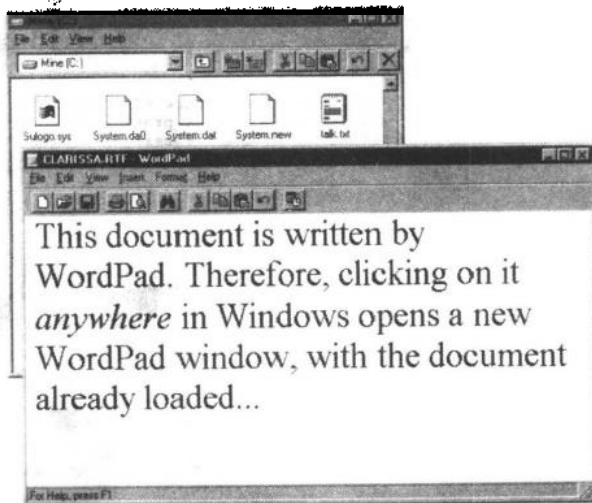 File Edit View Help
Mine (C:)
Sulogo.sys System.da0 System.dat System.new talk.txt
CLARISSA.RTF - WordPad
File Edit View Insert Format Help
This document is written by
WordPad. Therefore, clicking on it
anywhere in Windows opens a new
WordPad window, with the document
already loaded...
For Help, press F1